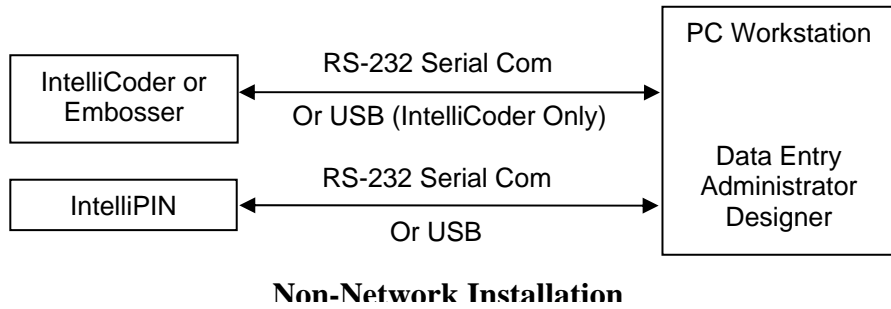 PC Workstation
IntelliCoder or
Embosser
RS-232 Serial Com
Or USB (IntelliCoder Only)
IntelliPIN
RS-232 Serial Com
Or USB
Data Entry
Administrator
Designer
Non-Network Installation